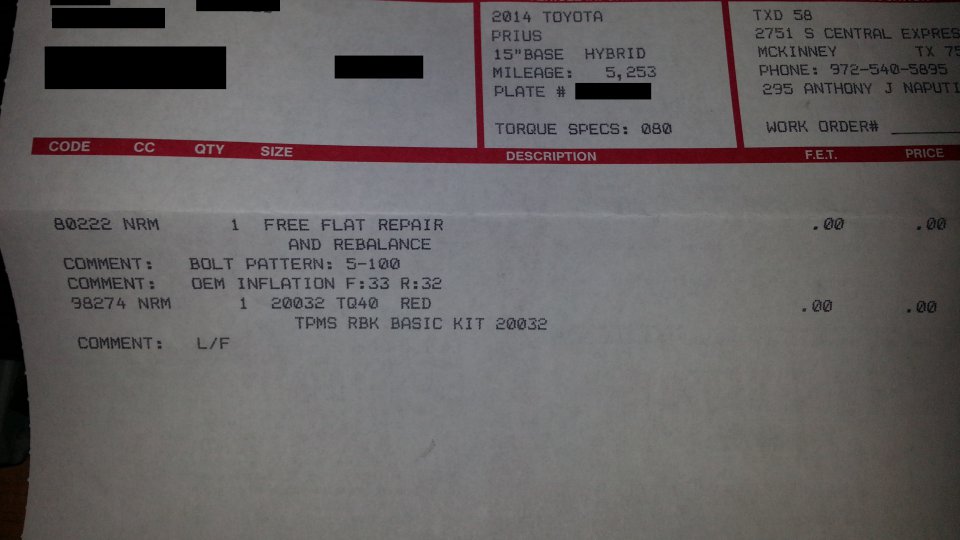 2014 TOYOTA
PRIUS
15"BASE HYBRID
MILEAGE: 5,253
PLATE #
TORQUE SPECS: 080
TXD 58
2751 S CENTRAL EXPRES
MCKINNEY TX 75
PHONE: 972-540-5895
295 ANTHONY J NAPUTI
WORK ORDER#
CODE CC QTY SIZE DESCRIPTION F.E.T. PRICE
80222 NRM 1 FREE FLAT REPAIR .00 .00
AND REBALANCE
COMMENT: BOLT PATTERN: 5-100
COMMENT: OEM INFLATION F:33 R:32
98274 NRM 1 20032 TQ40 RED .00 .00
TPMS RBK BASIC KIT 20032
COMMENT: L/F